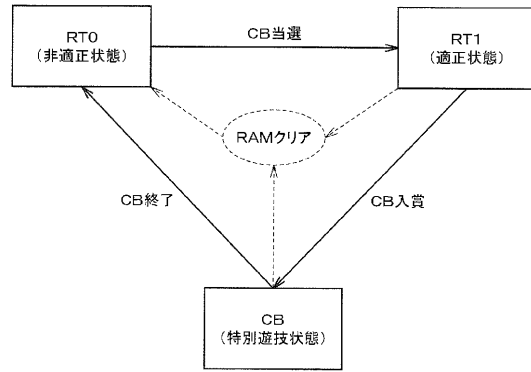 RT0
(非適正状態)
CB当選
RT1
(適正状態)
RAMクリア
CB終了
CB入賞
CB
(特別遊技状態)